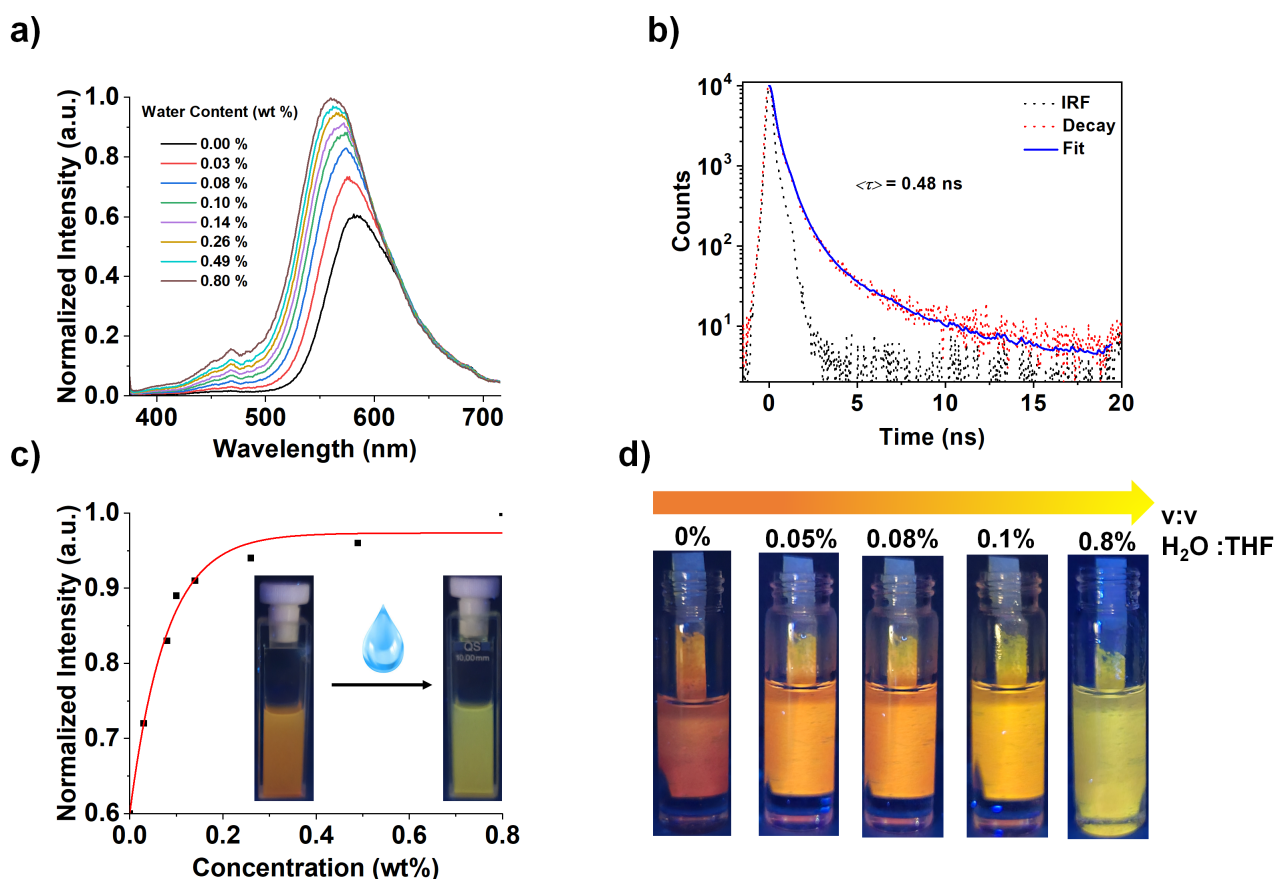 a)
Normalized Intensity (a.u.)
1.0
0.8
0.6
0.4
0.2
0.0
Water Content (wt %)
0.00 %
0.03 %
0.08 %
0.10 %
0.14 %
0.26 %
0.49 %
0.80 %
400
500
600
700
Wavelength (nm)
b)
Counts
10⁴
10³
10²
10¹
IRF
Decay
Fit
<τ> = 0.48 ns
0
5
10
15
20
Time (ns)
c)
Normalized Intensity (a.u.)
1.0
0.9
0.8
0.7
0.6
QS
10,00mm
0.0
0.2
0.4
0.6
0.8
Concentration (wt%)
d)
v:v
H₂O :THF
0%
0.05%
0.08%
0.1%
0.8%